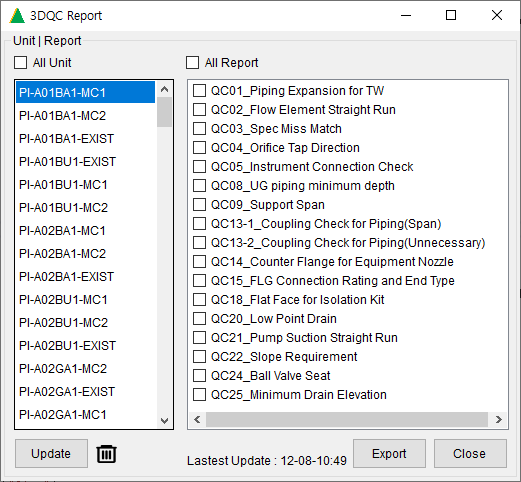 3DQC Report
Unit | Report
All Unit
All Report
PI-A01BA1-MC1
PI-A01BA1-MC2
PI-A01BA1-EXIST
PI-A01BU1-EXIST
PI-A01BU1-MC1
PI-A01BU1-MC2
PI-A02BA1-MC1
PI-A02BA1-MC2
PI-A02BA1-EXIST
PI-A02BU1-MC1
PI-A02BU1-MC2
PI-A02BU1-EXIST
PI-A02GA1-MC2
PI-A02GA1-EXIST
PI-A02GA1-MC1
QC01_Piping Expansion for TW
QC02_Flow Element Straight Run
QC03_Spec Miss Match
QC04_Orifice Tap Direction
QC05_Instrument Connection Check
QC08_UG piping minimum depth
QC09_Support Span
QC13-1_Coupling Check for Piping(Span)
QC13-2_Coupling Check for Piping(Unnecessary)
QC14_Counter Flange for Equipment Nozzle
QC15_FLG Connection Rating and End Type
QC18_Flat Face for Isolation Kit
QC20_Low Point Drain
QC21_Pump Suction Straight Run
QC22_Slope Requirement
QC24_Ball Valve Seat
QC25_Minimum Drain Elevation
Update
Lastest Update : 12-08-10:49
Export
Close